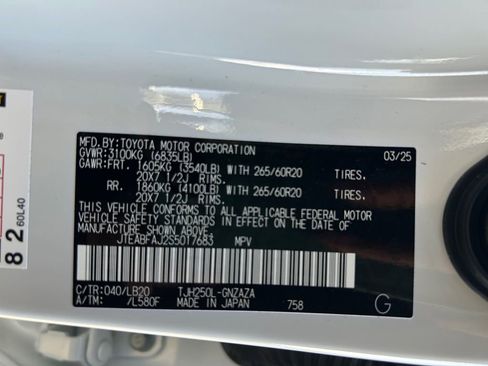 MFD.BY:TOYOTA MOTOR CORPORATION 03/25
GVWR:3100KG (6835LB)
GAWR:FRT. 1605KG (3540LB) WITH 265/60R20 TIRES.
20X7 1/2J RIMS.
RR. 1860KG (4100LB) WITH 265/60R20 TIRES.
20X7 1/2J RIMS.
THIS VEHICLE CONFORMS TO ALL APPLICABLE FEDERAL MOTOR
VEHICLE SAFETY STANDARDS IN EFFECT ON THE DATE OF
MANUFACTURE SHOWN ABOVE.
JTEABFAJ2S5017683 MPV
C/TR:040/LB20 TJH250L-GNZAZA
A/TM: /L580F MADE IN JAPAN 758 G
82
60L40